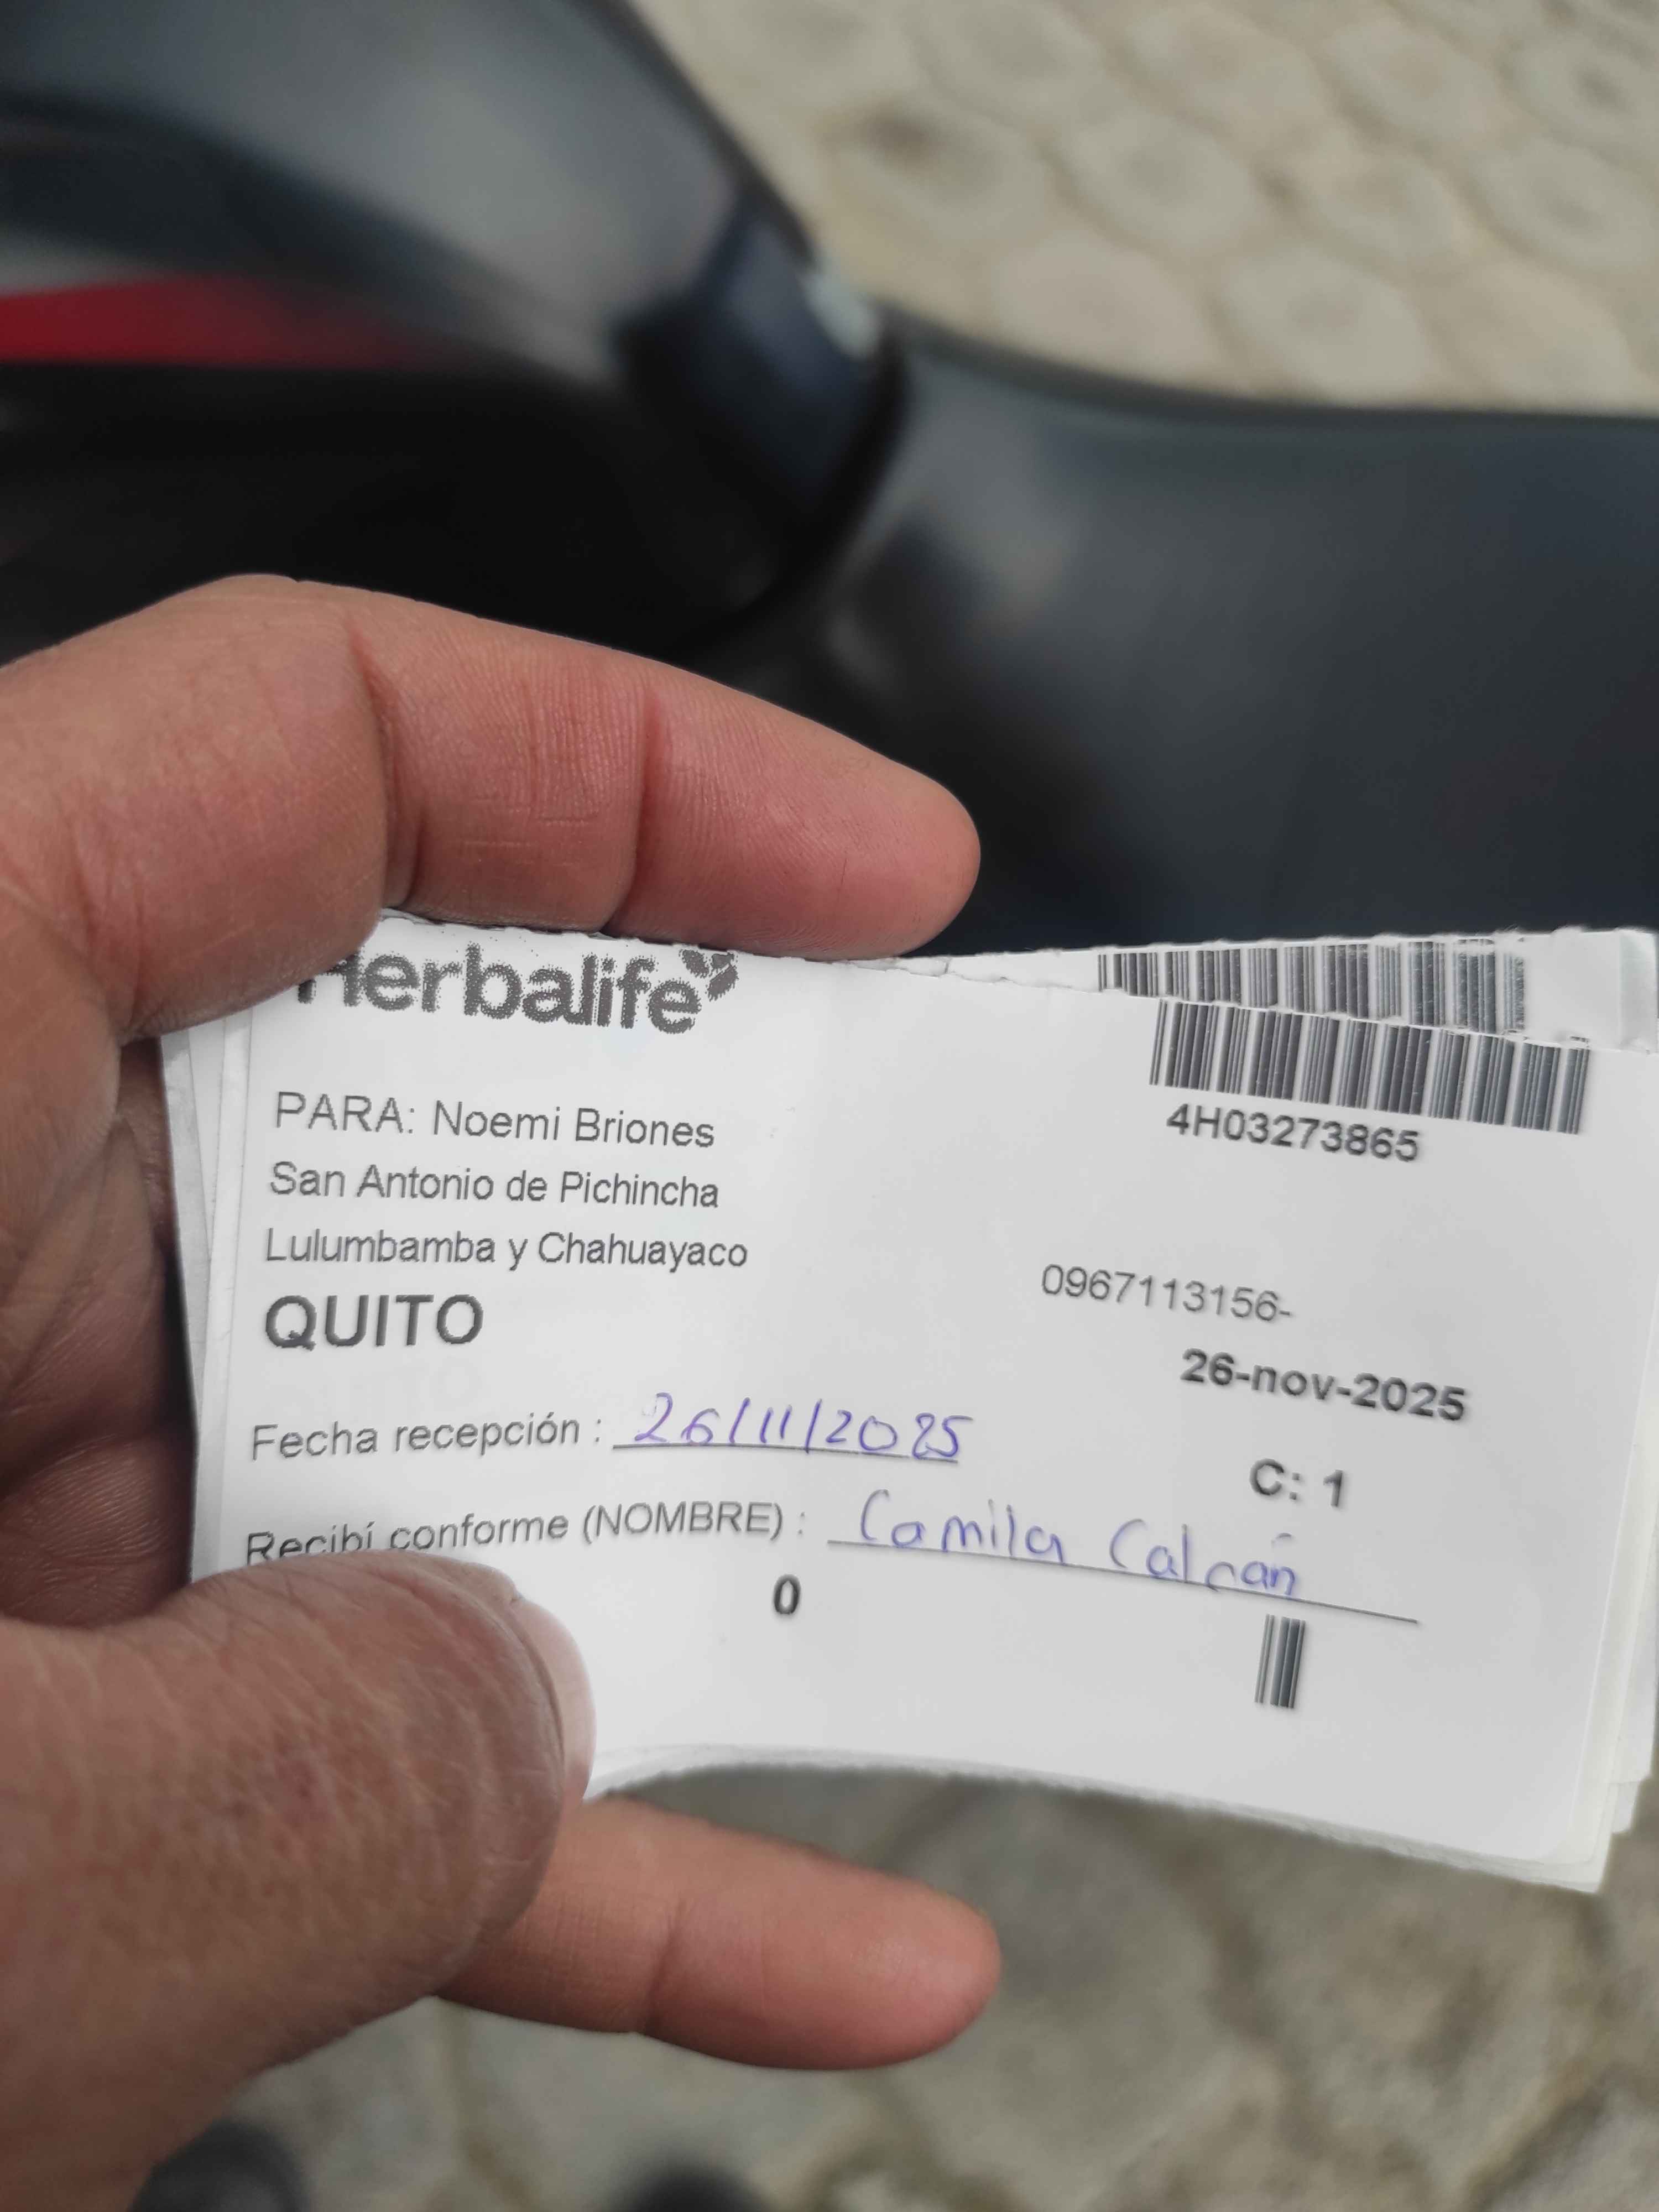 Herbalife
4H03273865
PARA: Noemi Briones
San Antonio de Pichincha
Lulumbamba y Chahuayaco
0967113156-
QUITO
26-nov-2025
Fecha recepción : 26/11/2025
C: 1
Recibí conforme (NOMBRE) : Camila Calcán
0